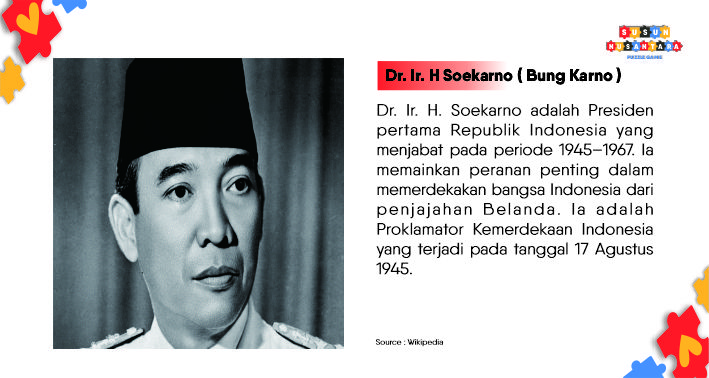 SUSUN
NUSANTARA
PUZZLE GAME
Dr. Ir. H Soekarno ( Bung Karno )
Dr. Ir. H. Soekarno adalah Presiden
pertama Republik Indonesia yang
menjabat pada periode 1945–1967. Ia
memainkan peranan penting dalam
memerdekakan bangsa Indonesia dari
penjajahan Belanda. Ia adalah
Proklamator Kemerdekaan Indonesia
yang terjadi pada tanggal 17 Agustus
1945.
Source : Wikipedia